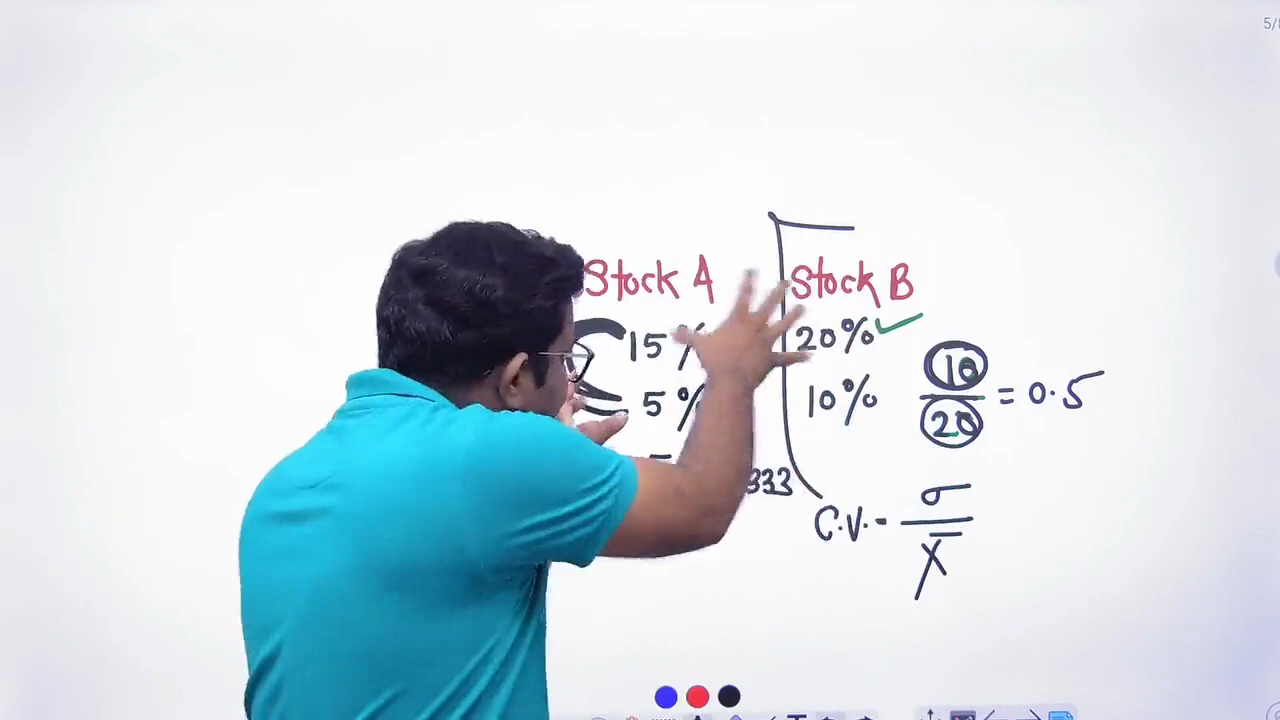 5/8
Stock A Stock B
15% 20%
5% 10% 10/20 = 0.5
333
C.V. = σ/X̄